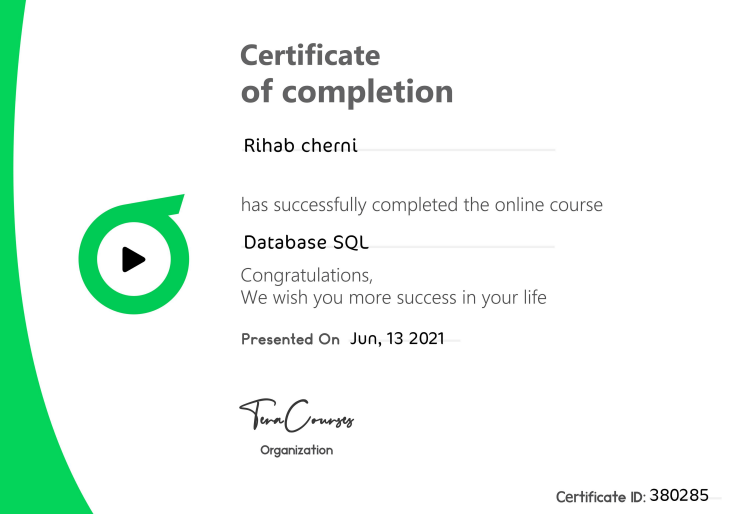 Certificate
of completion
Rihab cherni
has successfully completed the online course
Database SQL
Congratulations,
We wish you more success in your life
Presented On Jun, 13 2021
TeraCourses
Organization
Certificate ID: 380285